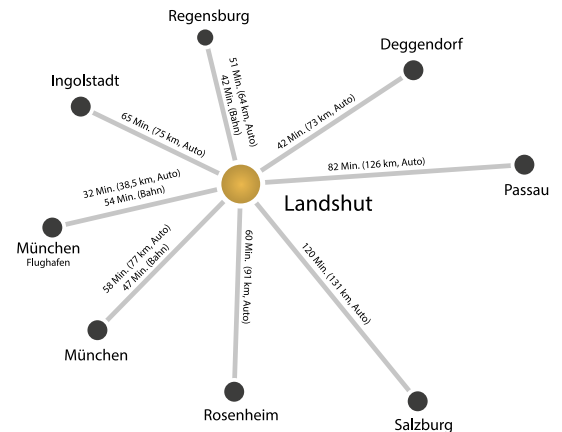 Regensburg
Deggendorf
51 Min. (64 km, Auto)
42 Min. (Bahn)
Ingolstadt
65 Min. (75 km, Auto)
42 Min. (73 km, Auto)
82 Min. (126 km, Auto)
Passau
32 Min. (38,5 km, Auto)
54 Min. (Bahn)
Landshut
München
Flughafen
58 Min. (77 km, Auto)
47 Min. (Bahn)
60 Min. (91 km, Auto)
120 Min. (131 km, Auto)
München
Rosenheim
Salzburg